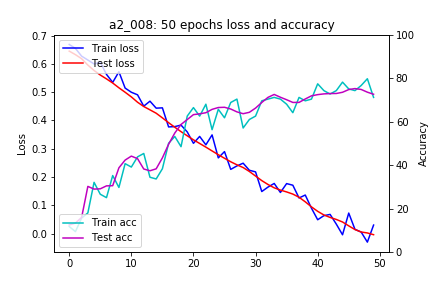 a2_008: 50 epochs loss and accuracy
0.7
0.6
0.5
0.4
0.3
0.2
0.1
0.0
Loss
Train loss
Test loss
Train acc
Test acc
100
80
60
40
20
0
Accuracy
0 10 20 30 40 50